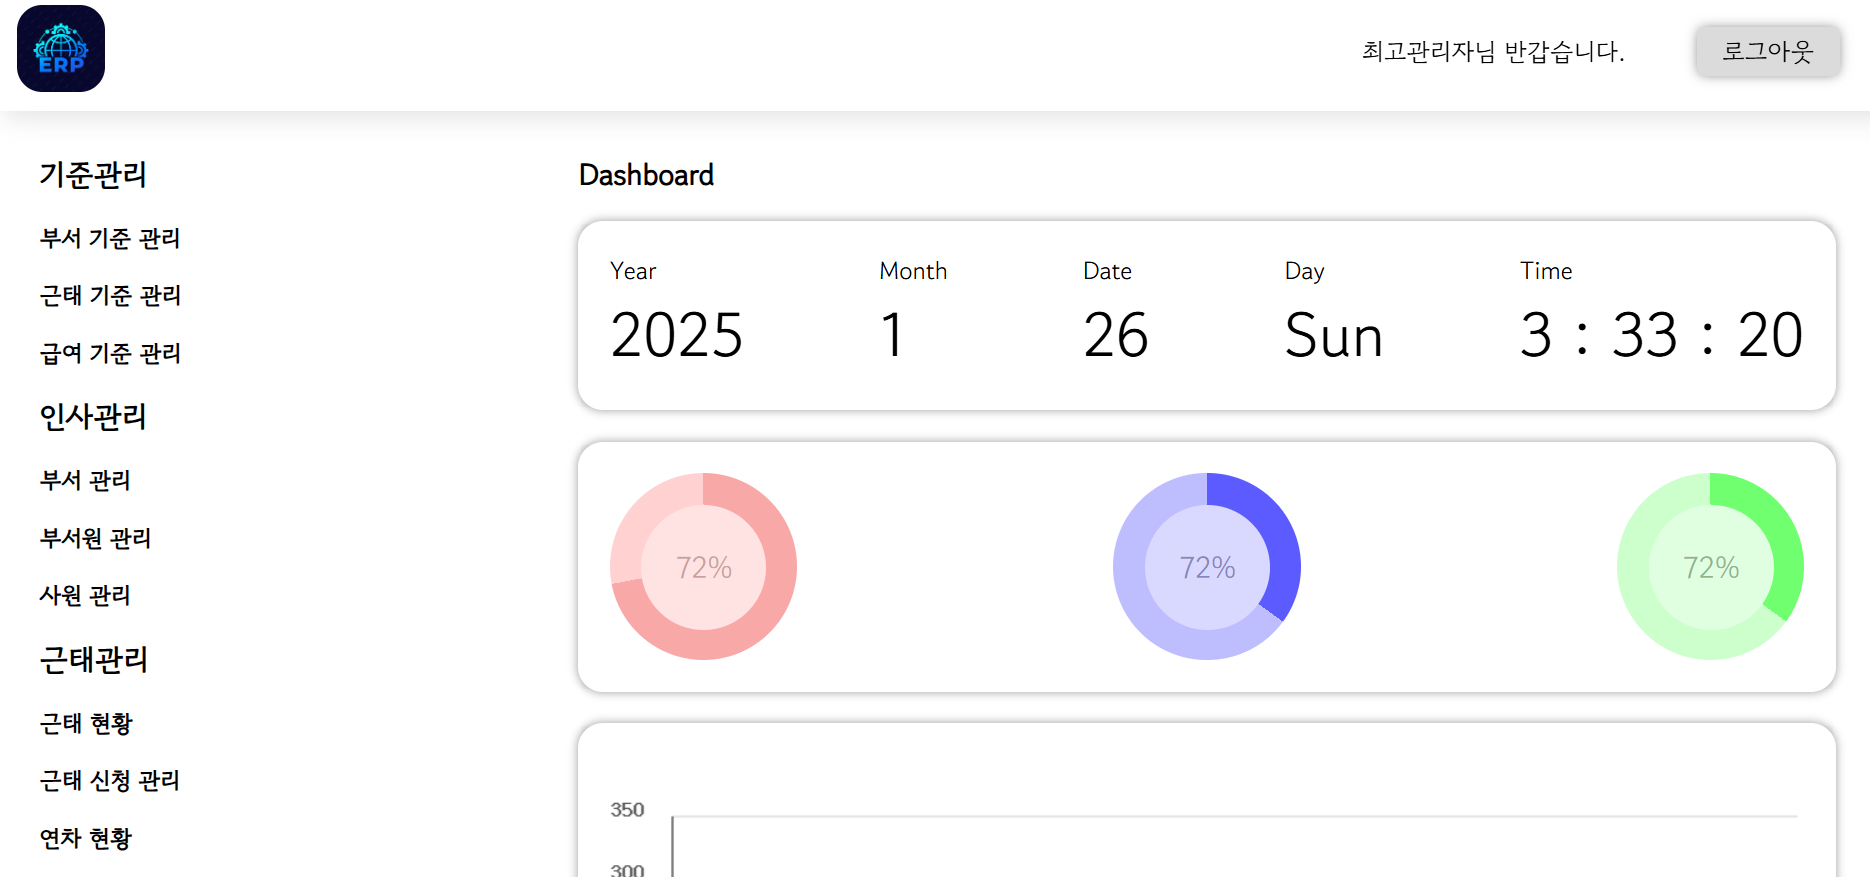 ERP
최고관리자님 반갑습니다.
로그아웃
기준관리
부서 기준 관리
근태 기준 관리
급여 기준 관리
인사관리
부서 관리
부서원 관리
사원 관리
근태관리
근태 현황
근태 신청 관리
연차 현황
Dashboard
Year Month Date Day Time
2025 1 26 Sun 3 : 33 : 20
72% 72% 72%
350
300